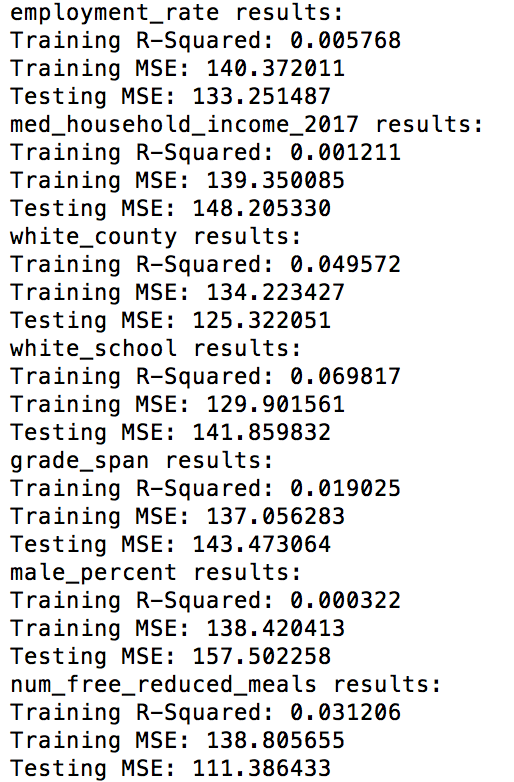 employment_rate results:
Training R-Squared: 0.005768
Training MSE: 140.372011
Testing MSE: 133.251487
med_household_income_2017 results:
Training R-Squared: 0.001211
Training MSE: 139.350085
Testing MSE: 148.205330
white_county results:
Training R-Squared: 0.049572
Training MSE: 134.223427
Testing MSE: 125.322051
white_school results:
Training R-Squared: 0.069817
Training MSE: 129.901561
Testing MSE: 141.859832
grade_span results:
Training R-Squared: 0.019025
Training MSE: 137.056283
Testing MSE: 143.473064
male_percent results:
Training R-Squared: 0.000322
Training MSE: 138.420413
Testing MSE: 157.502258
num_free_reduced_meals results:
Training R-Squared: 0.031206
Training MSE: 138.805655
Testing MSE: 111.386433